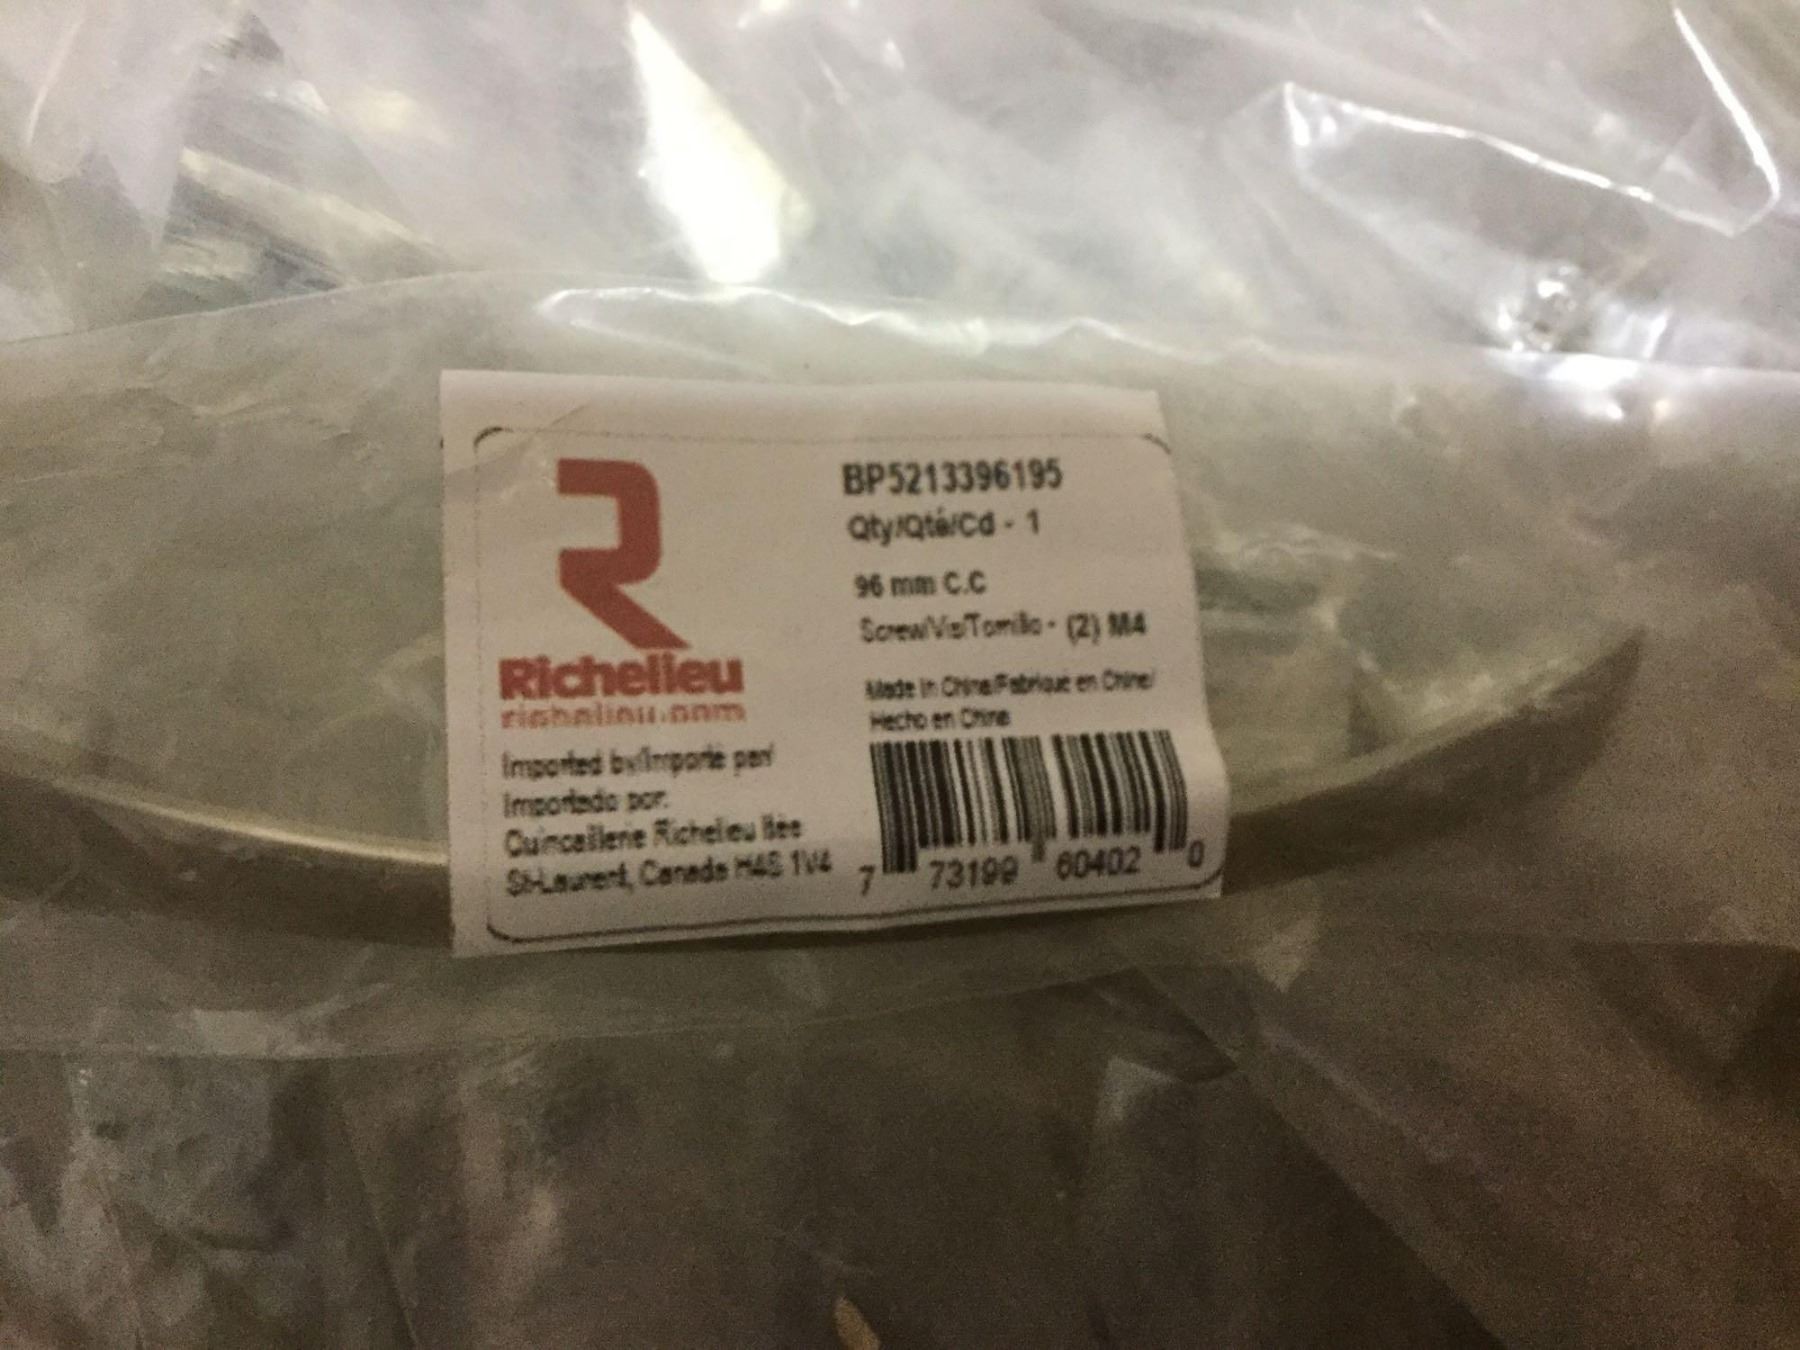 Richelieu
richelieu.com
Imported by/Importé par/
Importado por:
Quincaillerie Richelieu ltée
St-Laurent, Canada H4S 1V4
BP5213396195
Qty/Qté/Cd - 1
96 mm C.C
Screw/Vis/Tornillo - (2) M4
Made in China/Fabriqué en Chine/
Hecho en China
7 73199 60402 0